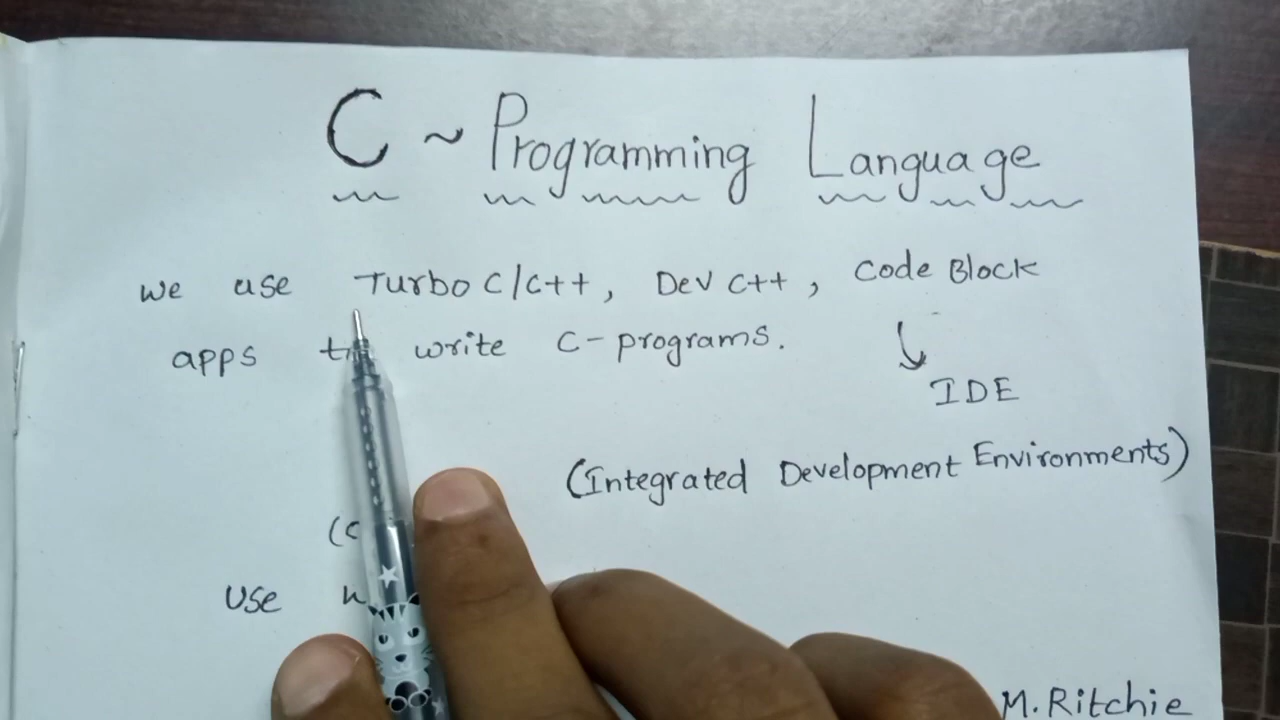 C ~ Programming Language
We use Turbo C/C++, Dev C++, Code Block
apps write C-programs.
IDE
(Integrated Development Environments)
Use
M. Ritchie